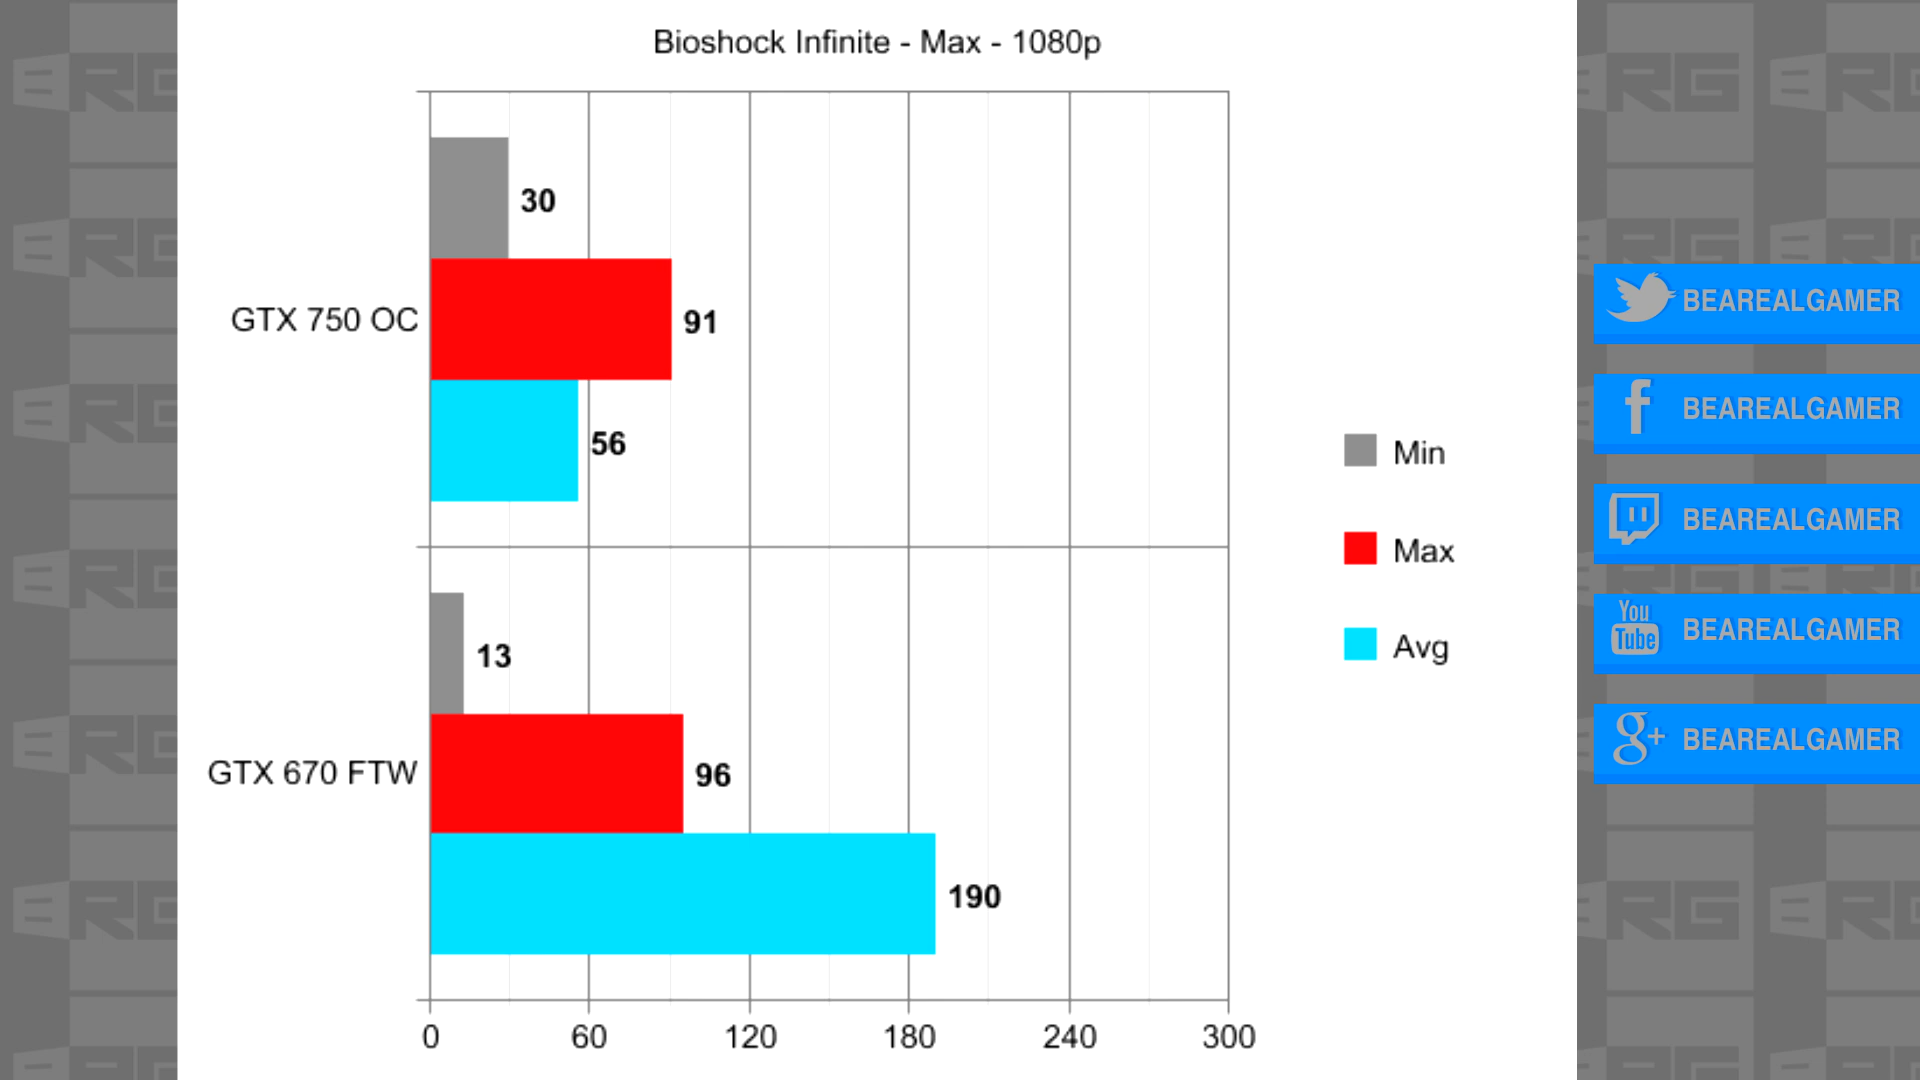 Bioshock Infinite - Max - 1080p
30
GTX 750 OC
91
56
13
GTX 670 FTW
96
190
0 60 120 180 240 300
Min
Max
Avg
BEAREALGAMER
f BEAREALGAMER
BEAREALGAMER
You Tube BEAREALGAMER
g+ BEAREALGAMER